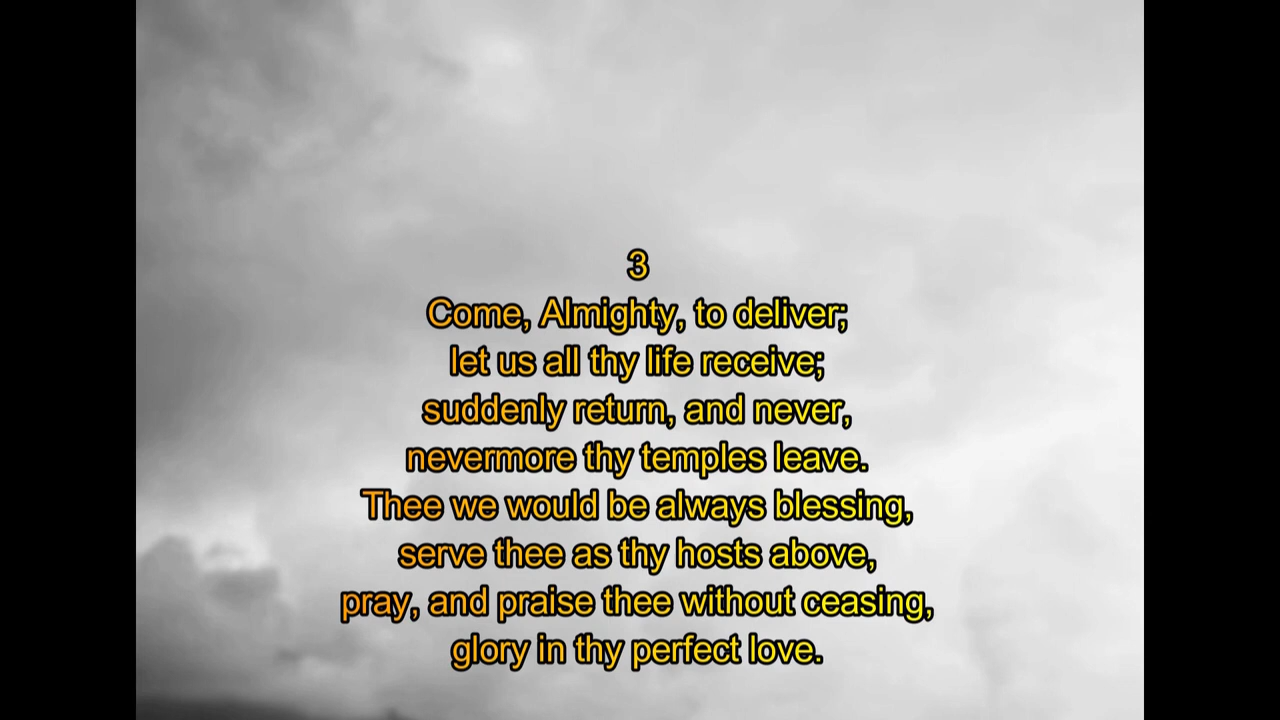 3
Come, Almighty, to deliver;
let us all thy life receive;
suddenly return, and never,
nevermore thy temples leave.
Thee we would be always blessing,
serve thee as thy hosts above,
pray, and praise thee without ceasing,
glory in thy perfect love.